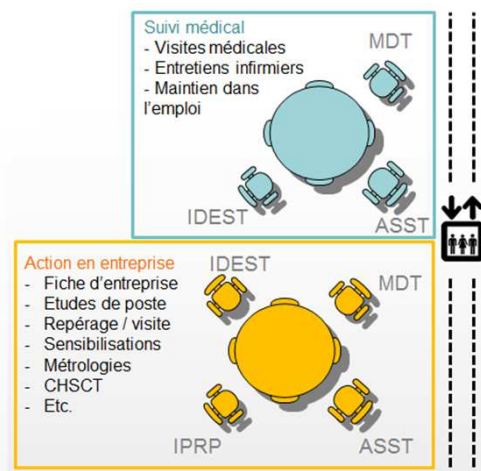 Suivi médical
- Visites médicales
- Entretiens infirmiers
- Maintien dans
l'emploi
MDT
IDEST
ASST
Action en entreprise
- Fiche d'entreprise
- Etudes de poste
- Repérage / visite
- Sensibilisations
- Métrologies
- CHSCT
- Etc.
IDEST
MDT
IPRP
ASST